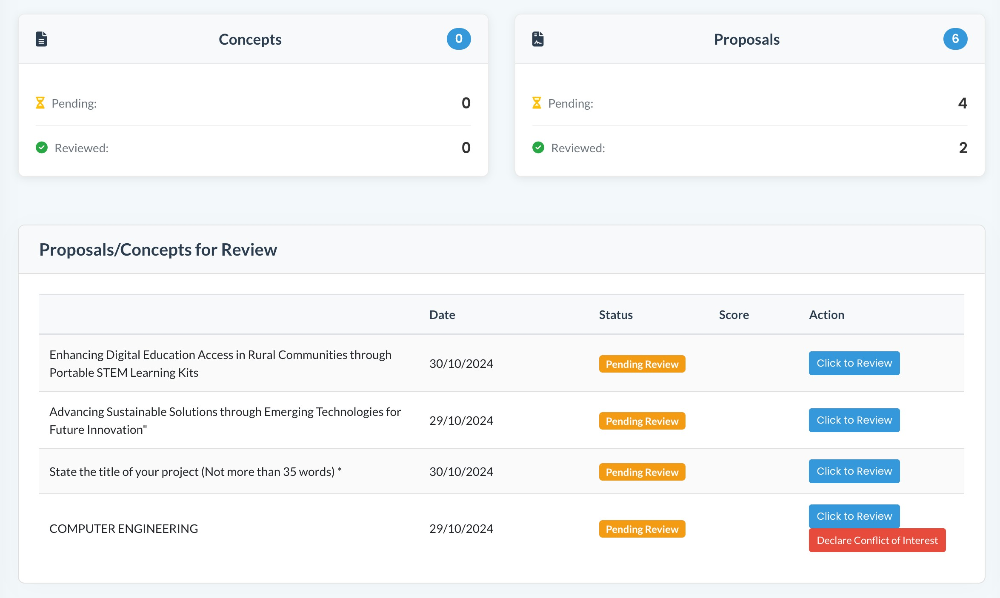 Concepts
0
Pending:
0
Reviewed:
0
Proposals
6
Pending:
4
Reviewed:
2
Proposals/Concepts for Review
Date Status Score Action
Enhancing Digital Education Access in Rural Communities through
Portable STEM Learning Kits
30/10/2024
Pending Review
Click to Review
Advancing Sustainable Solutions through Emerging Technologies for
Future Innovation"
29/10/2024
Pending Review
Click to Review
State the title of your project (Not more than 35 words) *
30/10/2024
Pending Review
Click to Review
COMPUTER ENGINEERING
29/10/2024
Pending Review
Click to Review
Declare Conflict of Interest